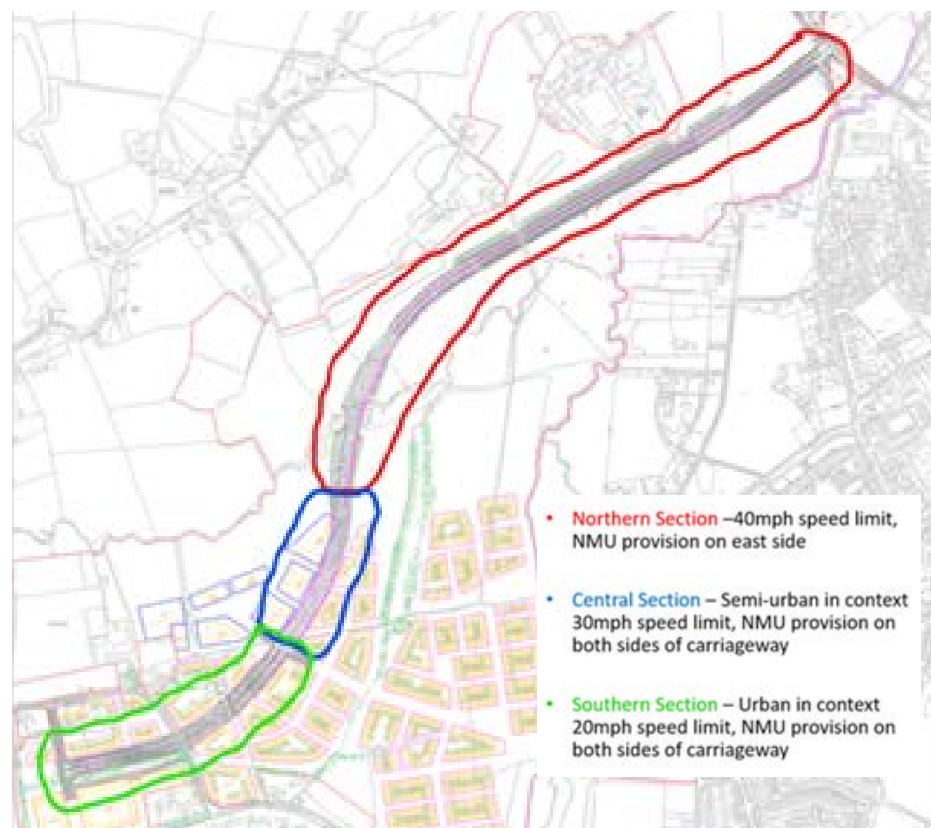 • Northern Section –40mph speed limit,
NMU provision on east side
• Central Section – Semi-urban in context
30mph speed limit, NMU provision on
both sides of carriageway
• Southern Section – Urban in context
20mph speed limit, NMU provision on
both sides of carriageway